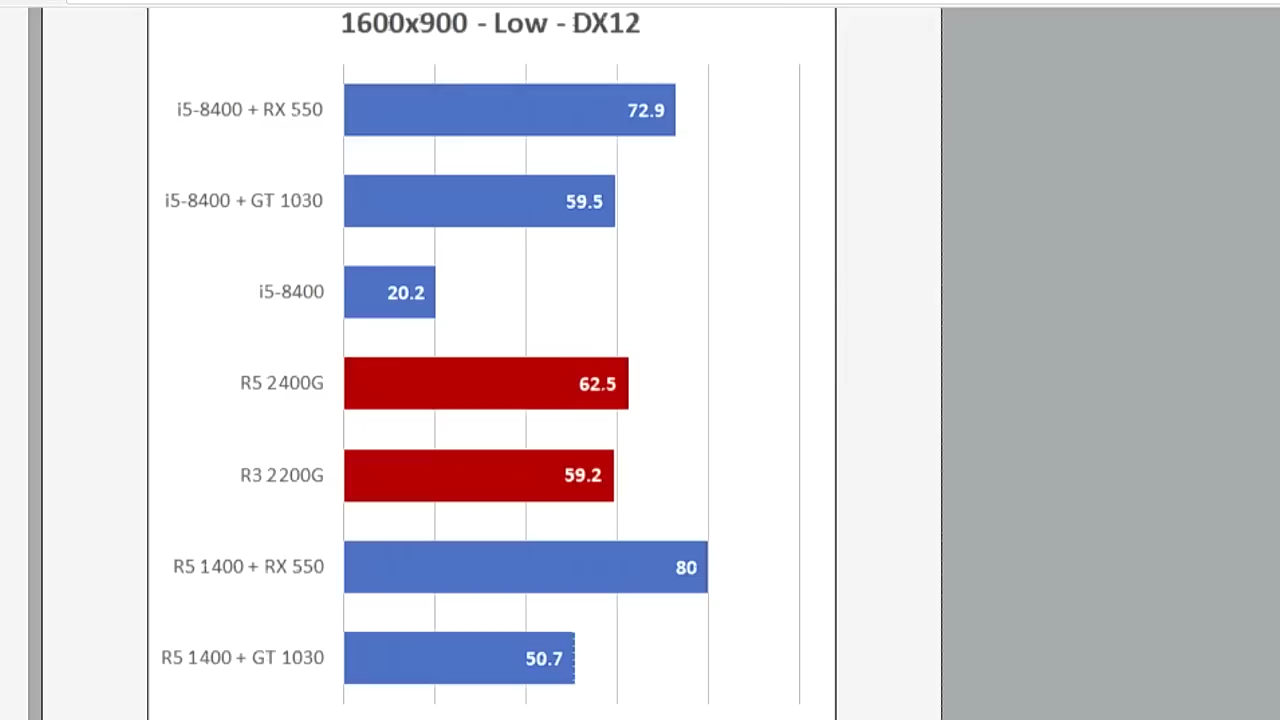 1600x900 - Low - DX12
i5-8400 + RX 550 72.9
i5-8400 + GT 1030 59.5
i5-8400 20.2
R5 2400G 62.5
R3 2200G 59.2
R5 1400 + RX 550 80
R5 1400 + GT 1030 50.7